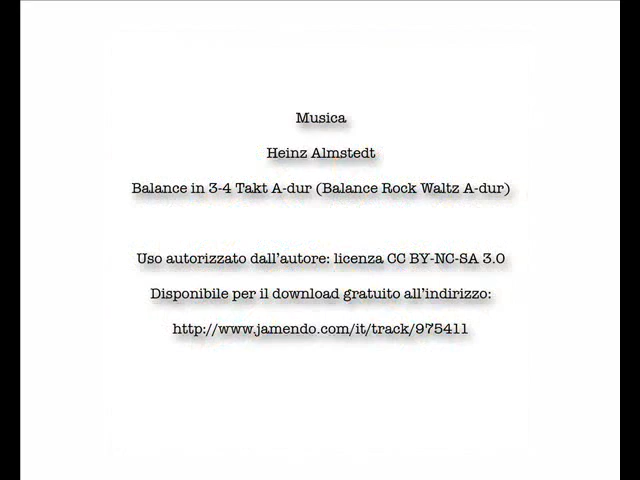 Musica
Heinz Almstedt
Balance in 3-4 Takt A-dur (Balance Rock Waltz A-dur)
Uso autorizzato dall'autore: licenza CC BY-NC-SA 3.0
Disponibile per il download gratuito all'indirizzo:
http://www.jamendo.com/it/track/975411